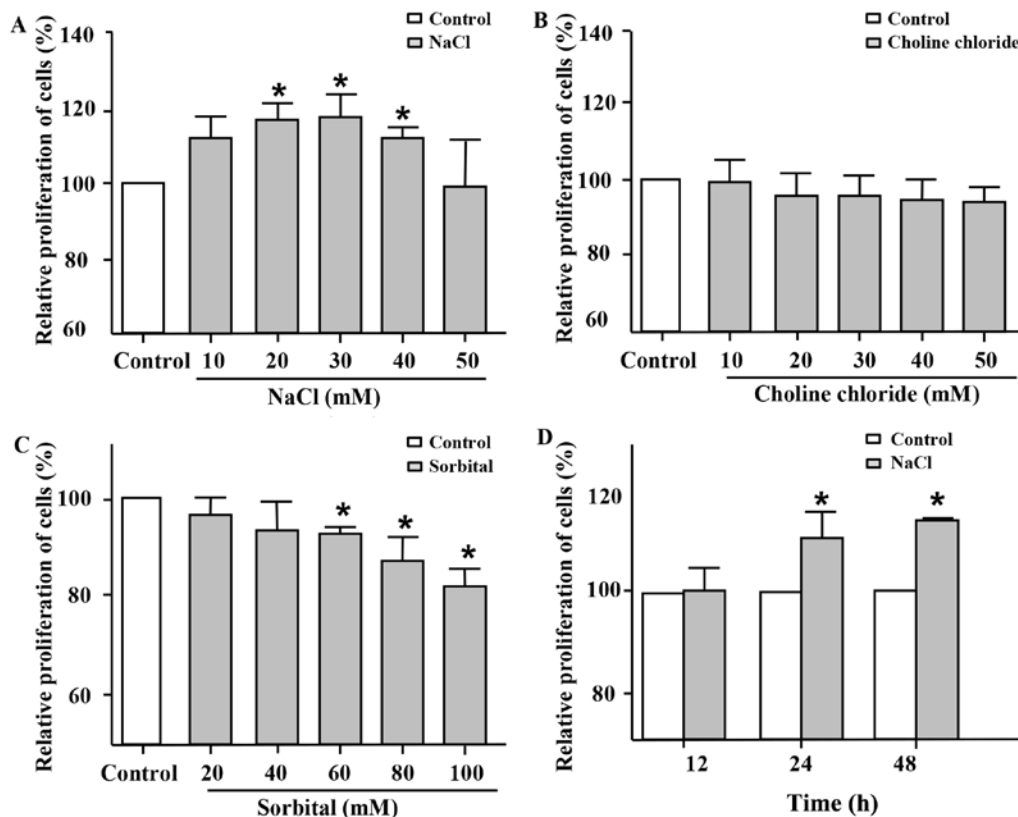 A
Relative proliferation of cells (%)
140
120
100
80
60
Control
NaCl
*
*
*
Control 10 20 30 40 50
NaCl (mM)
B
Relative proliferation of cells (%)
140
120
100
80
60
Control
Choline chloride
Control 10 20 30 40 50
Choline chloride (mM)
C
Relative proliferation of cells (%)
100
80
60
Control
Sorbital
*
*
*
Control 20 40 60 80 100
Sorbital (mM)
D
Relative proliferation of cells (%)
120
100
80
Control
NaCl
*
*
12 24 48
Time (h)